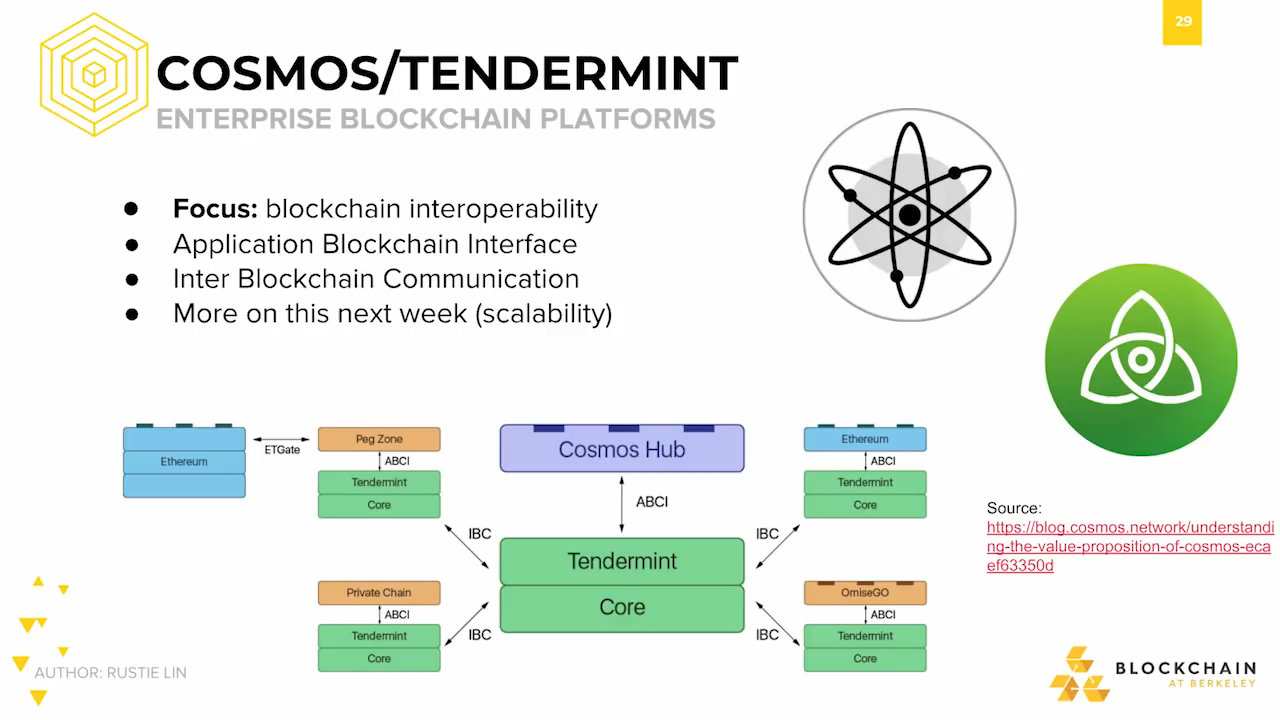 29
COSMOS/TENDERMINT
ENTERPRISE BLOCKCHAIN PLATFORMS
● Focus: blockchain interoperability
● Application Blockchain Interface
● Inter Blockchain Communication
● More on this next week (scalability)
Ethereum
ETGate
Peg Zone
ABCI
Tendermint
Core
IBC
Cosmos Hub
ABCI
Tendermint
Core
Ethereum
ABCI
Tendermint
Core
IBC
Private Chain
ABCI
Tendermint
Core
IBC
OmiseGO
ABCI
Tendermint
Core
IBC
Source:
https://blog.cosmos.network/understandi
ng-the-value-proposition-of-cosmos-eca
ef63350d
AUTHOR: RUSTIE LIN
BLOCKCHAIN
AT BERKELEY